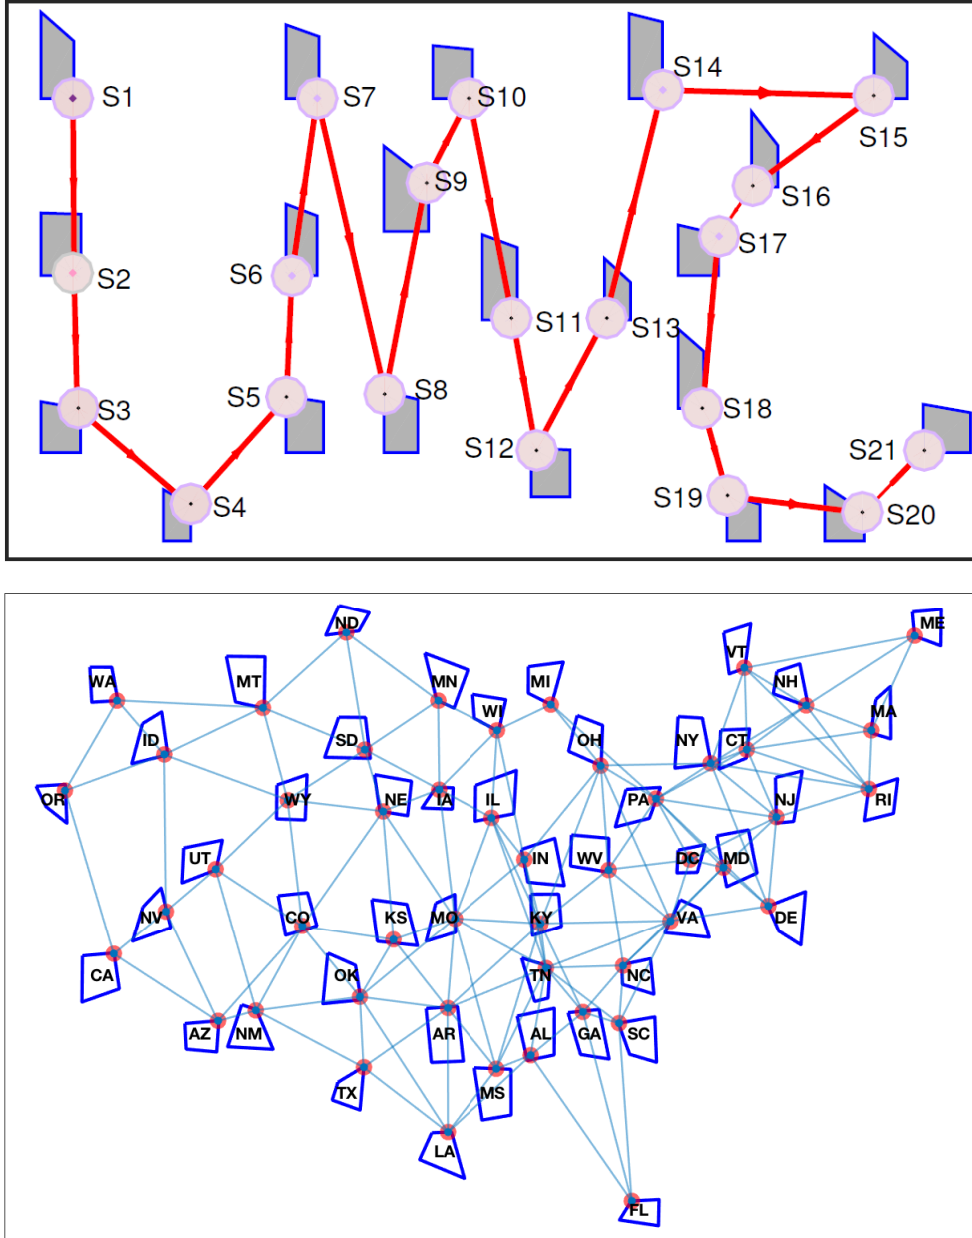 S1
S2
S3
S4
S5
S6
S7
S8
S9
S10
S11
S12
S13
S14
S15
S16
S17
S18
S19
S20
S21
ND
ME
VT
WA
MT
MN
MI
NH
WI
MA
ID
SD
OH
NY
CT
OR
WY
NE
IA
IL
PA
NJ
RI
UT
IN
WV
DC
MD
NV
CO
KS
MO
KY
VA
DE
CA
OK
TN
NC
AZ
NM
AR
AL
GA
SC
TX
MS
LA
FL